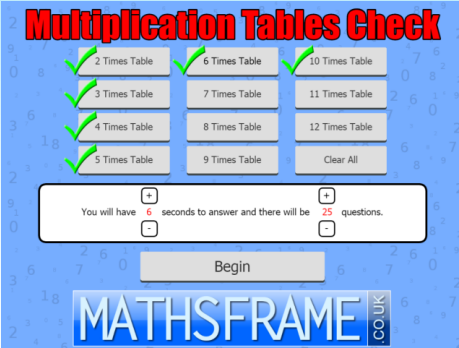 Multiplication Tables Check
2 Times Table 6 Times Table 10 Times Table
3 Times Table 7 Times Table 11 Times Table
4 Times Table 8 Times Table 12 Times Table
5 Times Table 9 Times Table Clear All
+ +
You will have 6 seconds to answer and there will be 25 questions.
- -
Begin
MATHSFRAME .CO.UK